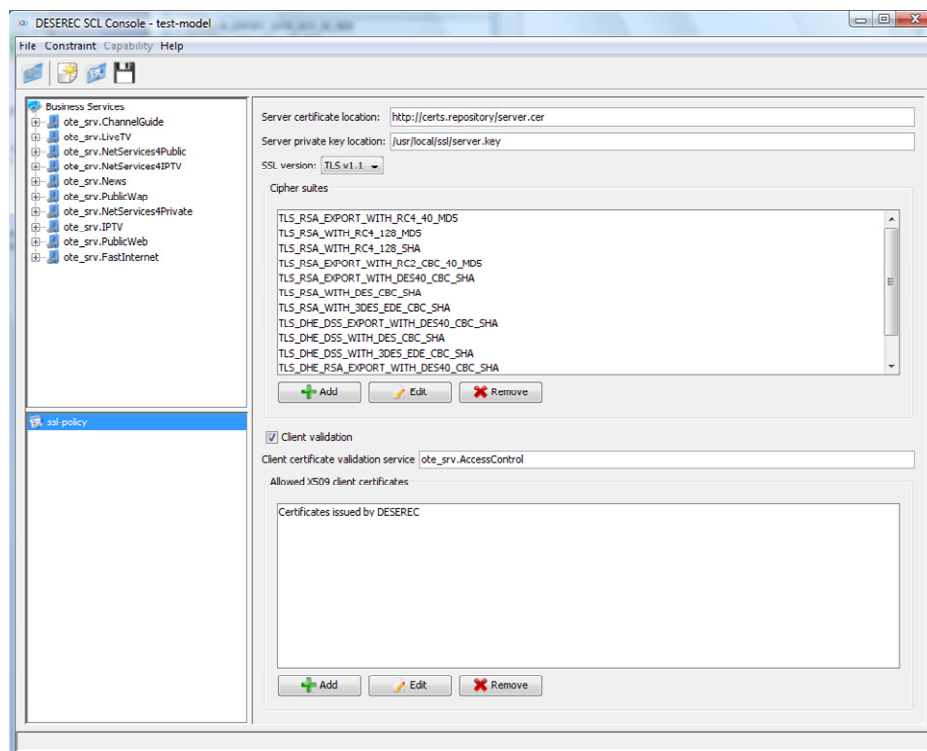 DESEREC SCL Console - test-model
File Constraint Capability Help
Business Services
ote_srv.ChannelGuide
ote_srv.LiveTV
ote_srv.NetServices4Public
ote_srv.NetServices4IPTV
ote_srv.News
ote_srv.PublicWap
ote_srv.NetServices4Private
ote_srv.IPTV
ote_srv.PublicWeb
ote_srv.FastInternet
ssl-policy
Server certificate location: http://certs.repository/server.cer
Server private key location: /usr/local/ssl/server.key
SSL version: TLS v1.1
Cipher suites
TLS_RSA_EXPORT_WITH_RC4_40_MD5
TLS_RSA_WITH_RC4_128_MD5
TLS_RSA_WITH_RC4_128_SHA
TLS_RSA_EXPORT_WITH_RC2_CBC_40_MD5
TLS_RSA_EXPORT_WITH_DES40_CBC_SHA
TLS_RSA_WITH_DES_CBC_SHA
TLS_RSA_WITH_3DES_EDE_CBC_SHA
TLS_DHE_DSS_EXPORT_WITH_DES40_CBC_SHA
TLS_DHE_DSS_WITH_DES_CBC_SHA
TLS_DHE_DSS_WITH_3DES_EDE_CBC_SHA
TLS_DHE_RSA_EXPORT_WITH_DES40_CBC_SHA
Add Edit Remove
Client validation
Client certificate validation service ote_srv.AccessControl
Allowed X509 client certificates
Certificates issued by DESEREC
Add Edit Remove